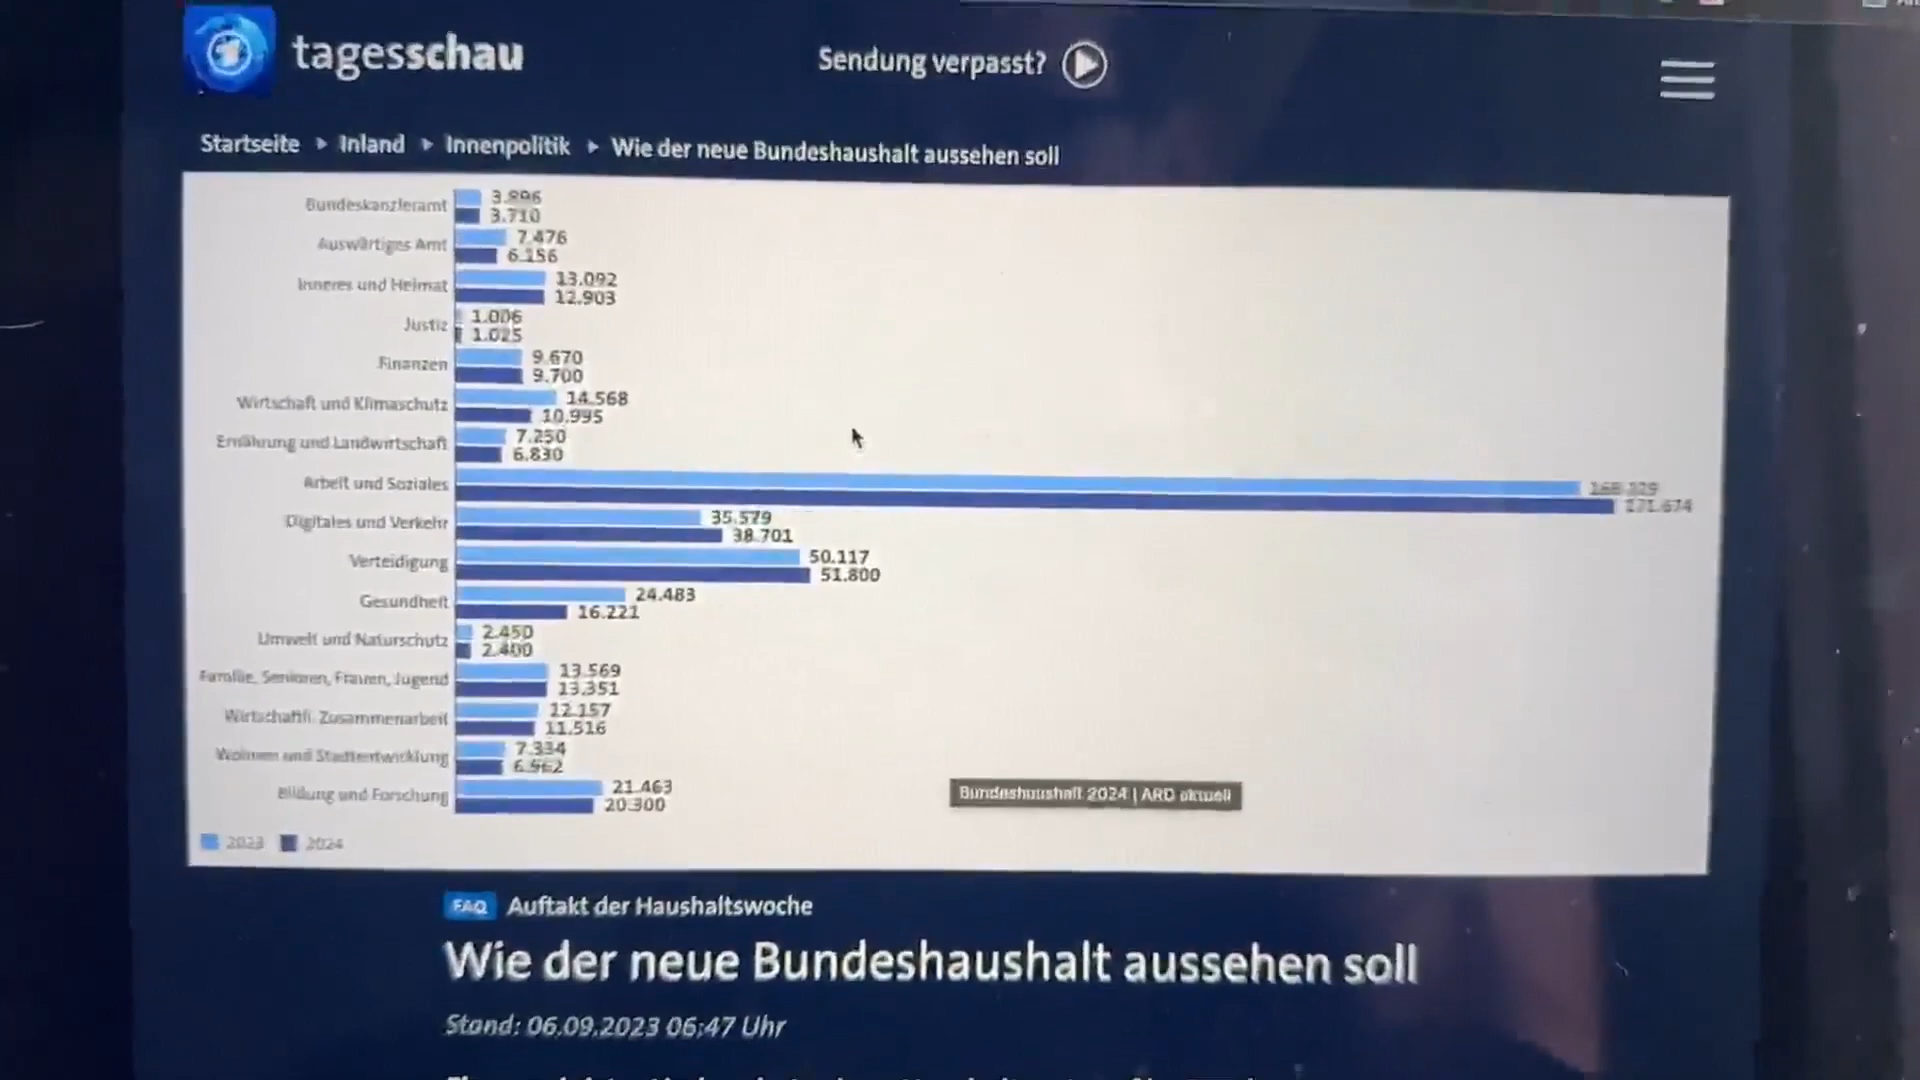 tagesschau
Sendung verpasst?
Startseite Inland Innenpolitik Wie der neue Bundeshaushalt aussehen soll
Bundeskanzleramt
3.896
3.710
Auswärtiges Amt
7.476
6.156
Inneres und Heimat
13.092
12.903
Justiz
1.006
1.025
Finanzen
9.670
9.700
Wirtschaft und Klimaschutz
14.568
10.995
Ernährung und Landwirtschaft
7.250
6.830
Arbeit und Soziales
171.674
Digitales und Verkehr
35.579
38.701
Verteidigung
50.117
51.800
Gesundheit
24.483
16.221
Umwelt und Naturschutz
2.450
2.400
Familie, Senioren, Frauen, Jugend
13.569
13.351
Wirtschaftl. Zusammenarbeit
12.157
11.516
Wohnen und Stadtentwicklung
7.334
6.962
Bildung und Forschung
21.463
20.300
Bundeshaushalt 2024 | ARD aktuell
2023 2024
FAQ Auftakt der Haushaltswoche
Wie der neue Bundeshaushalt aussehen soll
Stand: 06.09.2023 06:47 Uhr